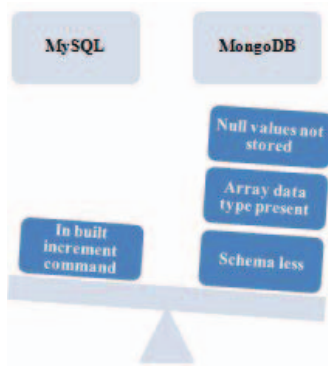 MySQL
MongoDB
Null values not
stored
Array data
type present
In built
increment
command
Schema less